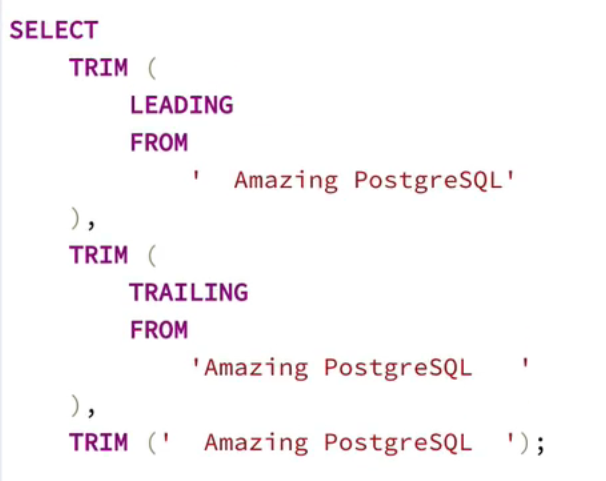 SELECT
    TRIM (
        LEADING
        FROM
            '  Amazing PostgreSQL'
    ),
    TRIM (
        TRAILING
        FROM
            'Amazing PostgreSQL   '
    ),
    TRIM ('  Amazing PostgreSQL  ');